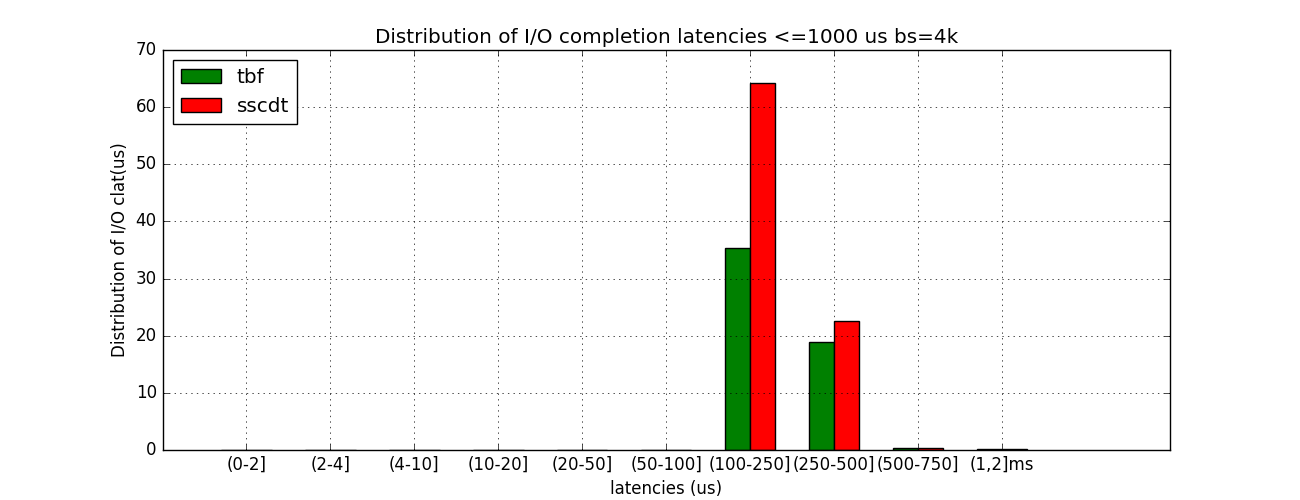 Distribution of I/O completion latencies <=1000 us bs=4k
70
60
50
40
30
20
10
0
Distribution of I/O clat(us)
tbf
sscdt
(0-2] (2-4] (4-10] (10-20] (20-50] (50-100] (100-250] (250-500] (500-750] (1,2]ms
latencies (us)